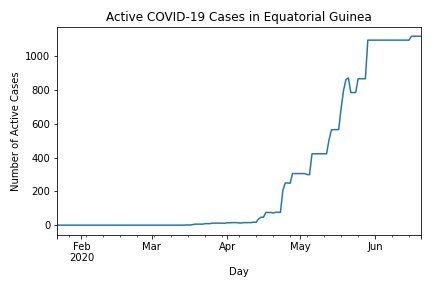 Active COVID-19 Cases in Equatorial Guinea
Number of Active Cases
1000
800
600
400
200
0
Feb
2020
Mar
Apr
May
Jun
Day